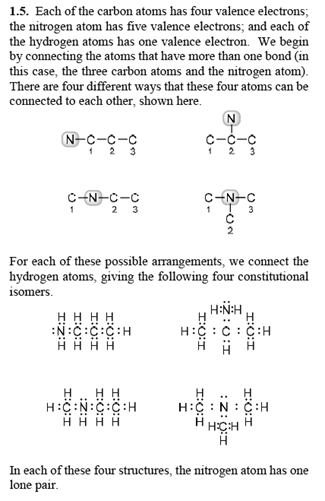 1.5. Each of the carbon atoms has four valence electrons;
the nitrogen atom has five valence electrons; and each of
the hydrogen atoms has one valence electron. We begin
by connecting the atoms that have more than one bond (in
this case, the three carbon atoms and the nitrogen atom).
There are four different ways that these four atoms can be
connected to each other, shown here.
N
N-C-C-C C-C-C
1 2 3 1 2 3
C-N-C-C C-N-C
1 2 3 1 3
C
2
For each of these possible arrangements, we connect the
hydrogen atoms, giving the following four constitutional
isomers.
H:N:H
H H H H H H
:N:C:C:C:H H:C : C : C:H
H H H H H H H
H H H H H
H:C:N:C:C:H H:C : N : C:H
H H H H H H:C:H H
H
In each of these four structures, the nitrogen atom has one
lone pair.